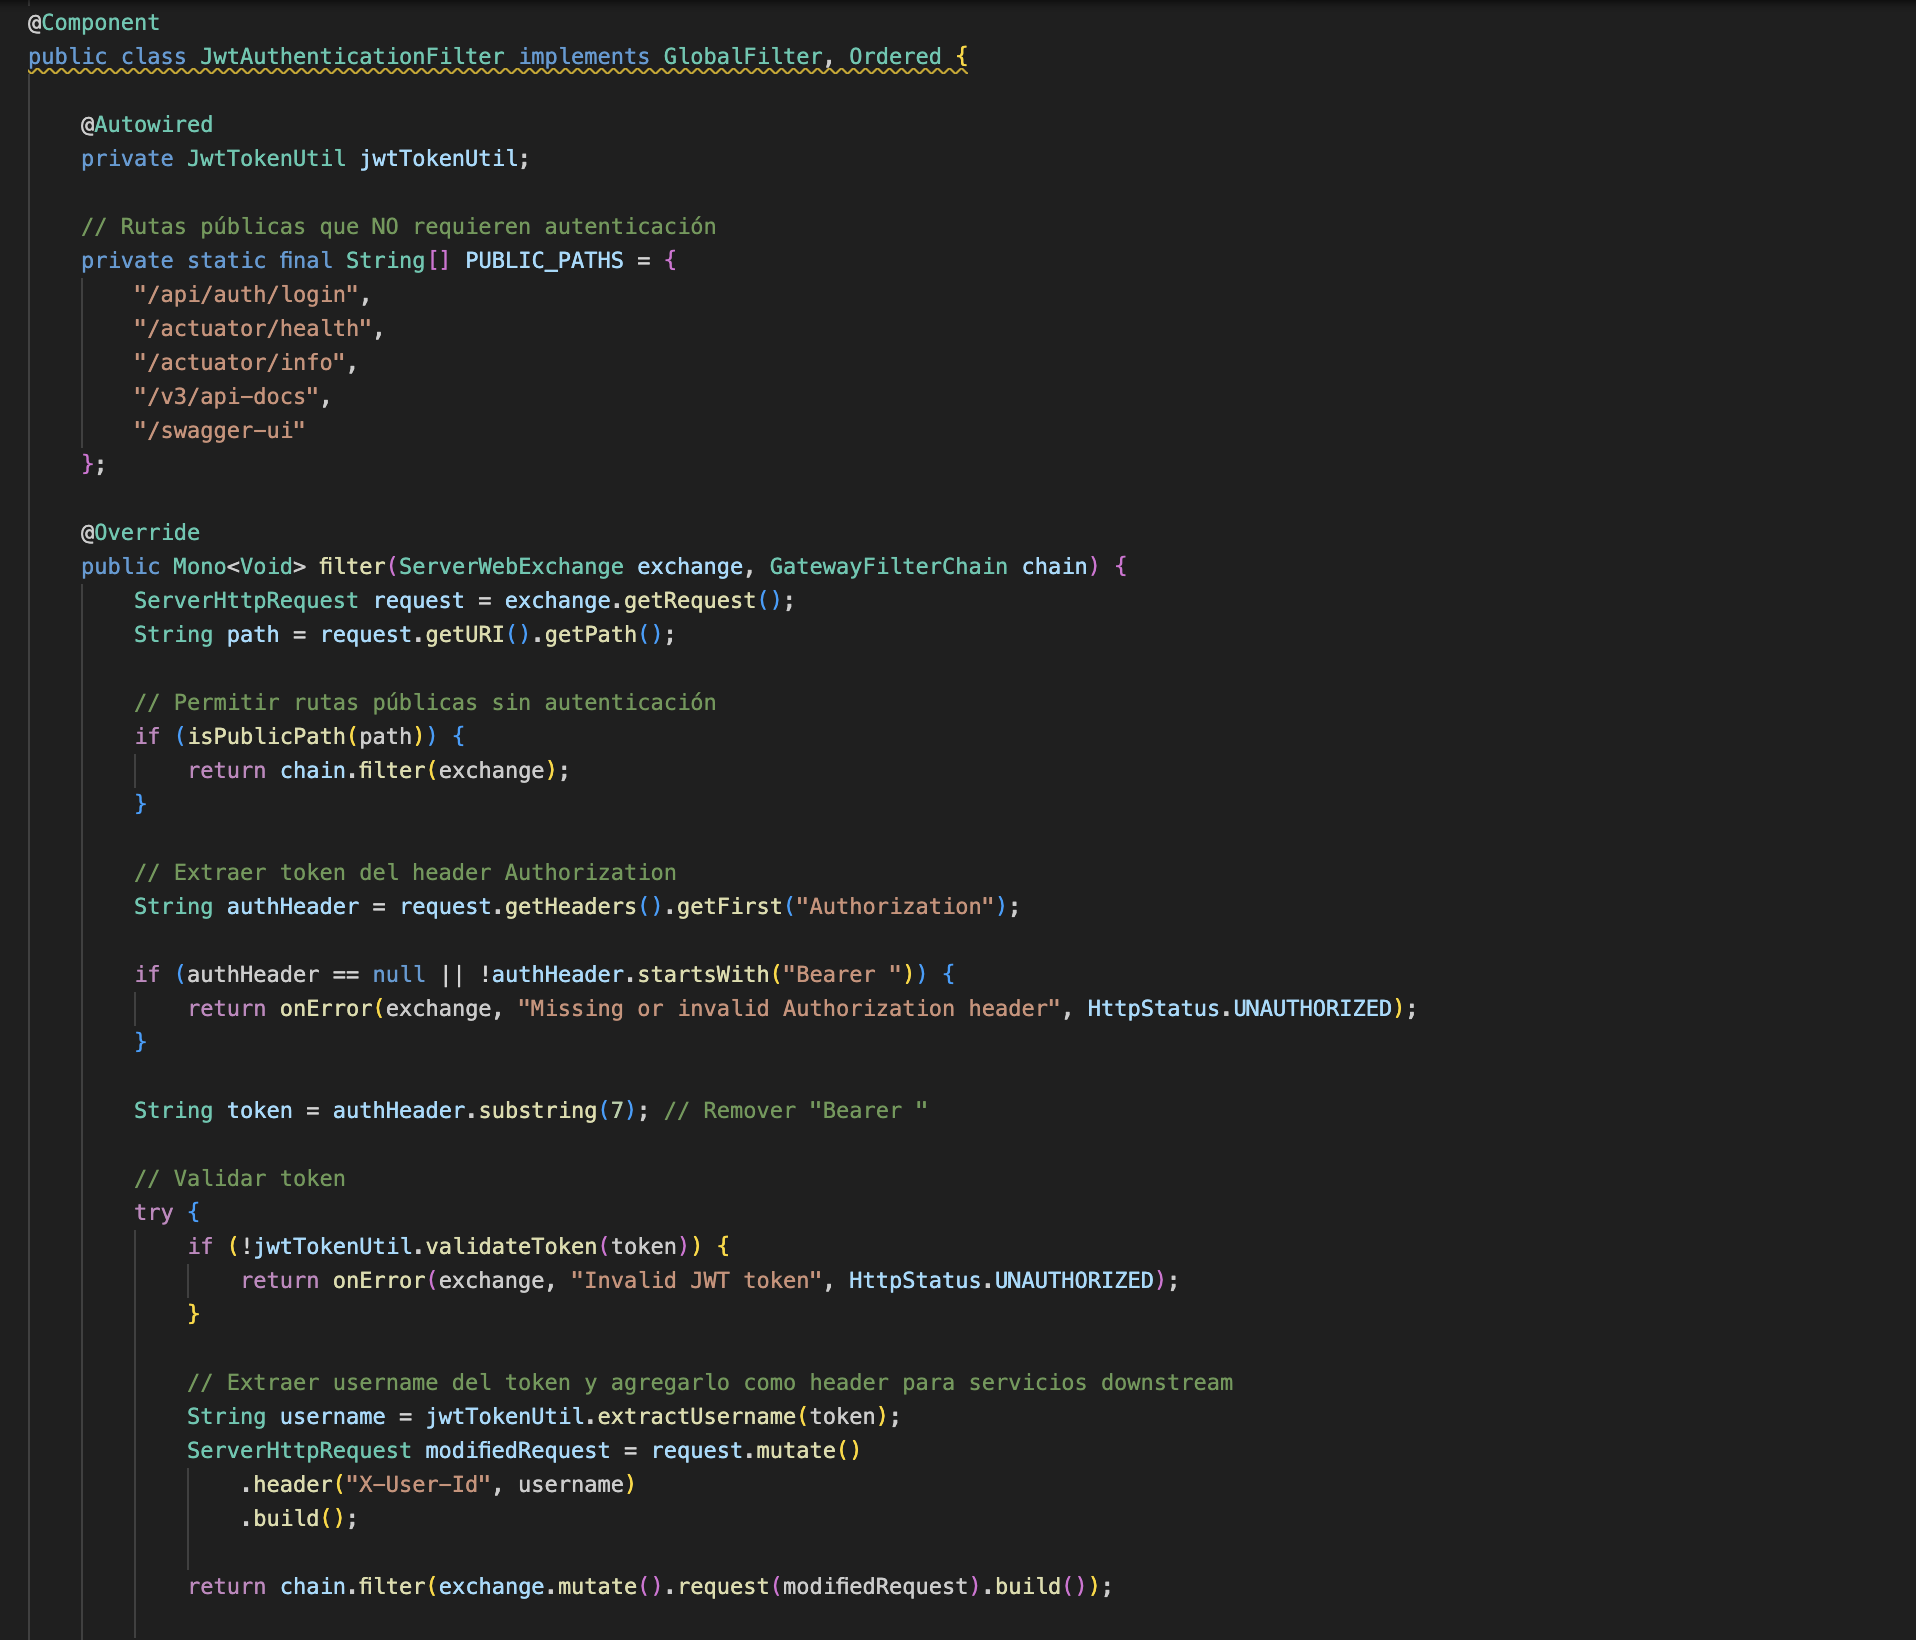 @Component
public class JwtAuthenticationFilter implements GlobalFilter, Ordered {
@Autowired
private JwtTokenUtil jwtTokenUtil;
// Rutas públicas que NO requieren autenticación
private static final String[] PUBLIC_PATHS = {
"/api/auth/login",
"/actuator/health",
"/actuator/info",
"/v3/api-docs",
"/swagger-ui"
};
@Override
public Mono<Void> filter(ServerWebExchange exchange, GatewayFilterChain chain) {
ServerHttpRequest request = exchange.getRequest();
String path = request.getURI().getPath();
// Permitir rutas públicas sin autenticación
if (isPublicPath(path)) {
return chain.filter(exchange);
}
// Extraer token del header Authorization
String authHeader = request.getHeaders().getFirst("Authorization");
if (authHeader == null || !authHeader.startsWith("Bearer ")) {
return onError(exchange, "Missing or invalid Authorization header", HttpStatus.UNAUTHORIZED);
}
String token = authHeader.substring(7); // Remover "Bearer "
// Validar token
try {
if (!jwtTokenUtil.validateToken(token)) {
return onError(exchange, "Invalid JWT token", HttpStatus.UNAUTHORIZED);
}
// Extraer username del token y agregarlo como header para servicios downstream
String username = jwtTokenUtil.extractUsername(token);
ServerHttpRequest modifiedRequest = request.mutate()
.header("X-User-Id", username)
.build();
return chain.filter(exchange.mutate().request(modifiedRequest).build());